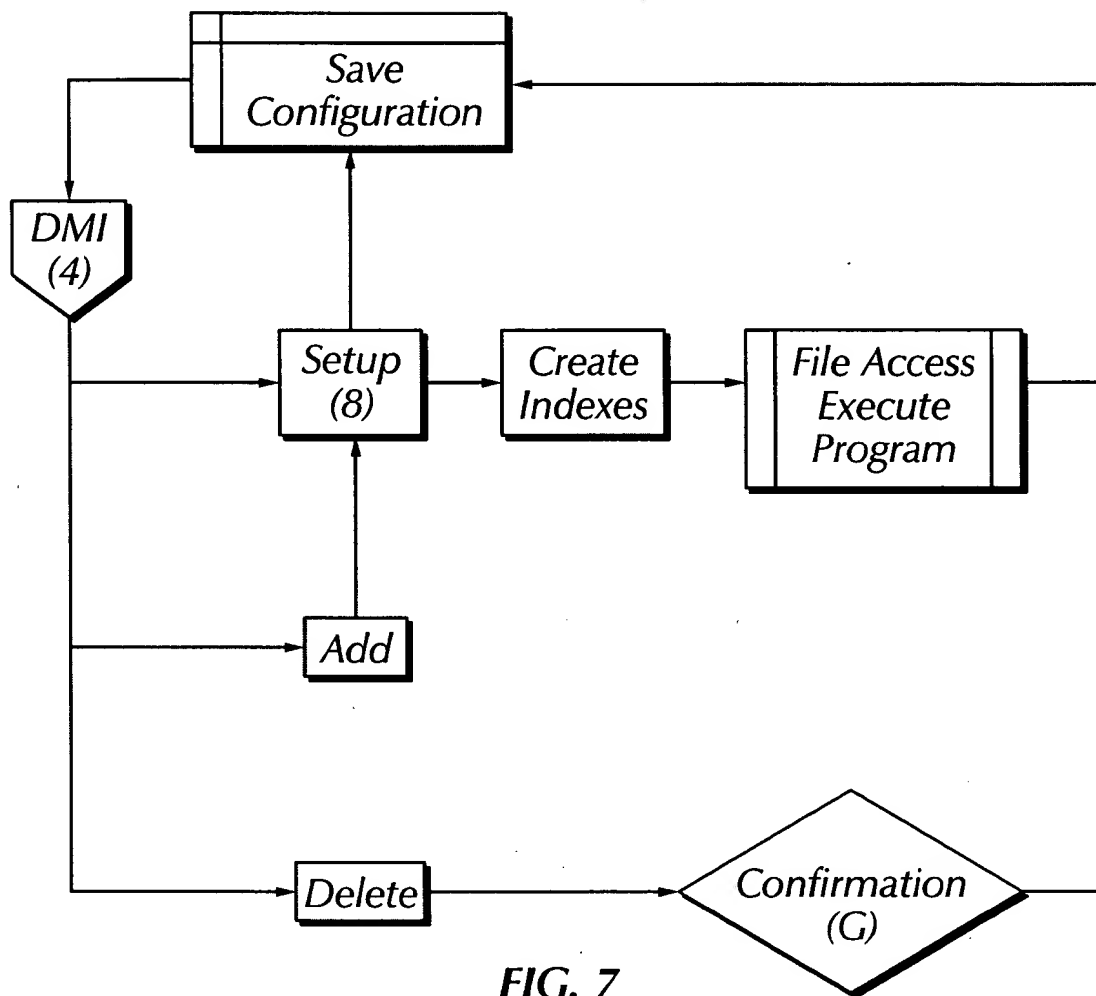 Save
Configuration
DMI
(4)
Setup
(8)
Create
Indexes
File Access
Execute
Program
Add
Delete
Confirmation
(G)
FIG. 7